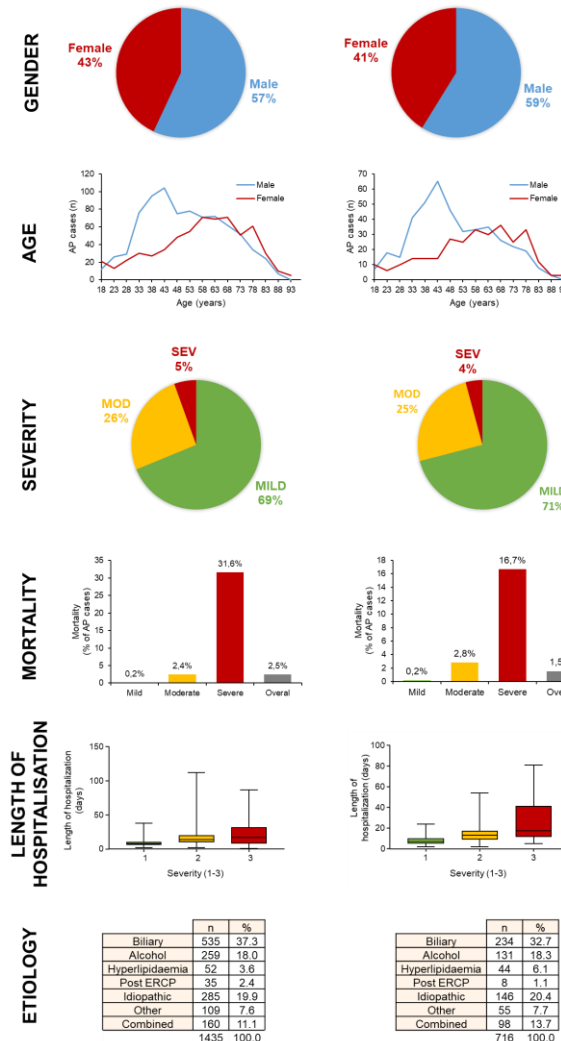 GENDER
Female
43%
Male
57%
Female
41%
Male
59%
AGE
AP cases (n)
120
100
80
60
40
20
0
Male
Female
18 23 28 33 38 43 48 53 58 63 68 73 78 83 88 93
Age (years)
AP cases (n)
70
60
50
40
30
20
10
0
Male
Female
18 23 28 33 38 43 48 53 58 63 68 73 78 83 88 9
Age (years)
SEVERITY
SEV
5%
MOD
26%
MILD
69%
SEV
4%
MOD
25%
MILD
71%
MORTALITY
Mortality
(% of AP cases)
35
30
25
20
15
10
5
0
0,2%
2,4%
31,6%
2,5%
Mild Moderate Severe Overal
Mortality
(% of AP cases)
18
16
14
12
10
8
6
4
2
0
0,2%
2,8%
16,7%
1,5
Mild Moderate Severe Ove
LENGTH OF
HOSPITALISATION
Length of hospitalization
(days)
150
100
50
0
1 2 3
Severity (1-3)
Length of
hospitalization (days)
100
80
60
40
20
0
1 2 3
Severity (1-3)
ETIOLOGY
n %
Biliary 535 37.3
Alcohol 259 18.0
Hyperlipidaemia 52 3.6
Post ERCP 35 2.4
Idiopathic 285 19.9
Other 109 7.6
Combined 160 11.1
1435 100.0
n %
Biliary 234 32.7
Alcohol 131 18.3
Hyperlipidaemia 44 6.1
Post ERCP 8 1.1
Idiopathic 146 20.4
Other 55 7.7
Combined 98 13.7
716 100.0